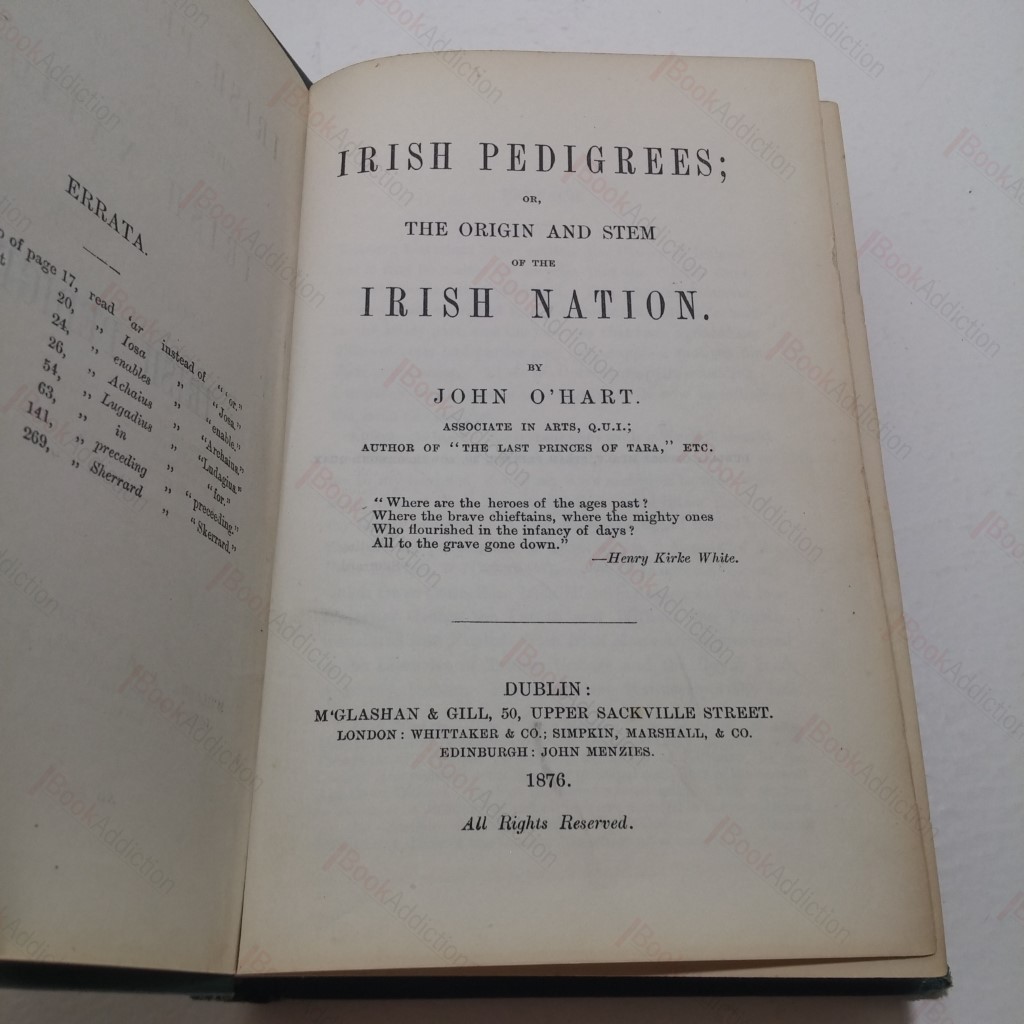 ERRATA.
of page 17, read 'ar instead of "or."
20, " Iosa " "Josa."
24, " enables " "enable."
26, " Achaius " "Archaius."
54, " Lugadius " "Ludagius."
63, " in " "for."
141, " preceding " "preceeding."
269, " Sherrard " "Skerrard."
IRISH PEDIGREES;
OR,
THE ORIGIN AND STEM
OF THE
IRISH NATION.
BY
JOHN O'HART.
ASSOCIATE IN ARTS, Q.U.I.;
AUTHOR OF "THE LAST PRINCES OF TARA," ETC.
"Where are the heroes of the ages past?
Where the brave chieftains, where the mighty ones
Who flourished in the infancy of days?
All to the grave gone down."
—Henry Kirke White.
DUBLIN:
M'GLASHAN & GILL, 50, UPPER SACKVILLE STREET.
LONDON: WHITTAKER & CO.; SIMPKIN, MARSHALL, & CO.
EDINBURGH: JOHN MENZIES.
1876.
All Rights Reserved.
BookAddiction